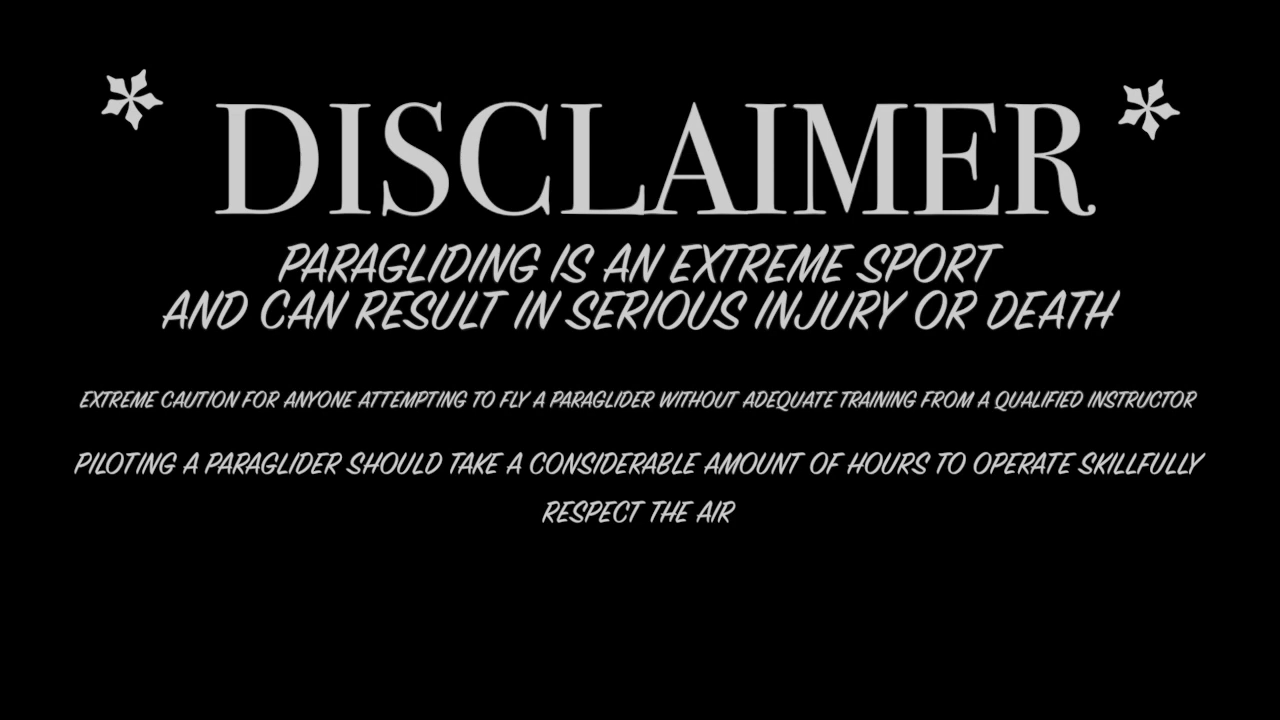 * DISCLAIMER *
PARAGLIDING IS AN EXTREME SPORT
AND CAN RESULT IN SERIOUS INJURY OR DEATH
EXTREME CAUTION FOR ANYONE ATTEMPTING TO FLY A PARAGLIDER WITHOUT ADEQUATE TRAINING FROM A QUALIFIED INSTRUCTOR
PILOTING A PARAGLIDER SHOULD TAKE A CONSIDERABLE AMOUNT OF HOURS TO OPERATE SKILLFULLY
RESPECT THE AIR